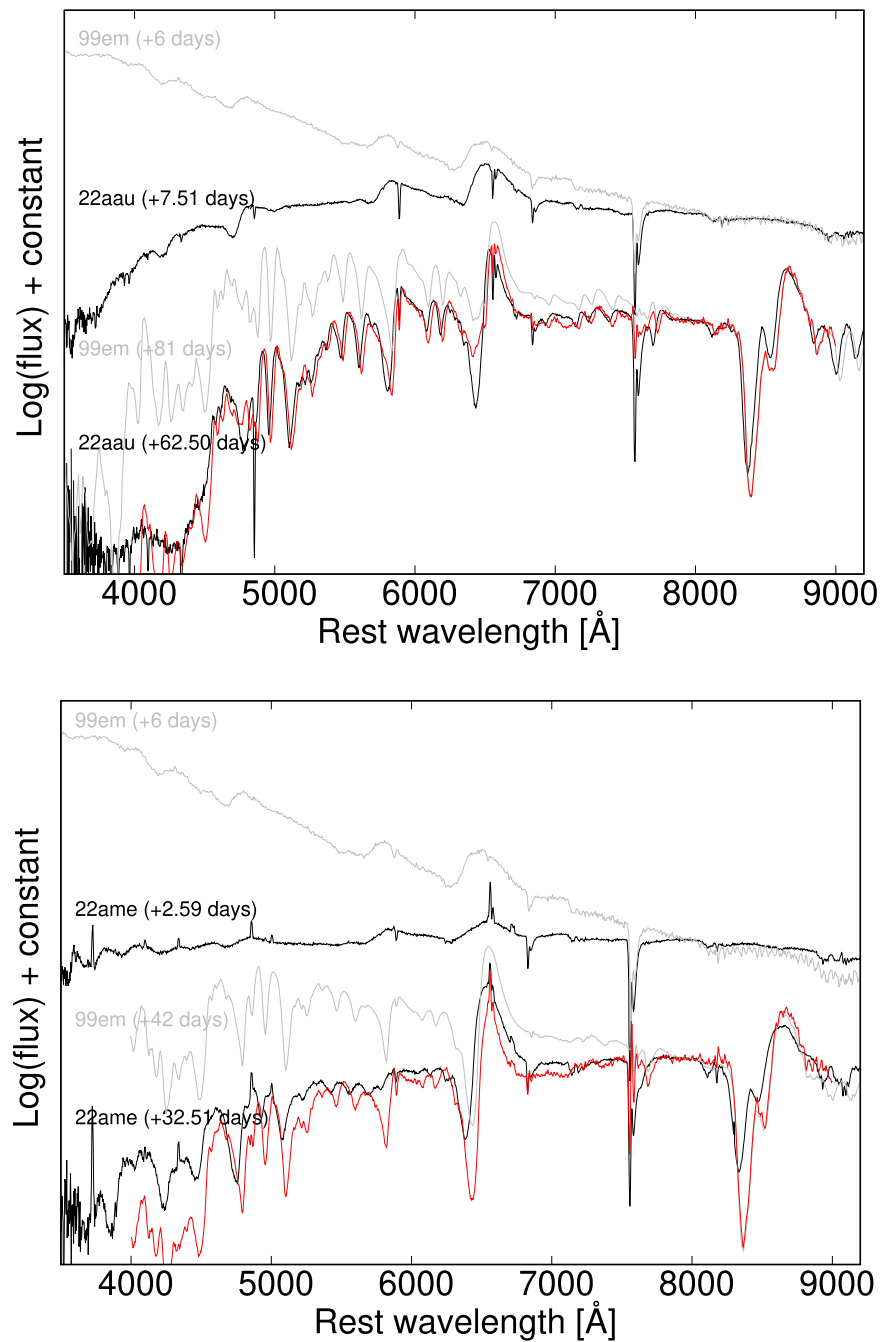 99em (+6 days)
22aau (+7.51 days)
99em (+81 days)
22aau (+62.50 days)
Log(flux) + constant
4000 5000 6000 7000 8000 9000
Rest wavelength [Å]
99em (+6 days)
22ame (+2.59 days)
99em (+42 days)
22ame (+32.51 days)
Log(flux) + constant
4000 5000 6000 7000 8000 9000
Rest wavelength [Å]